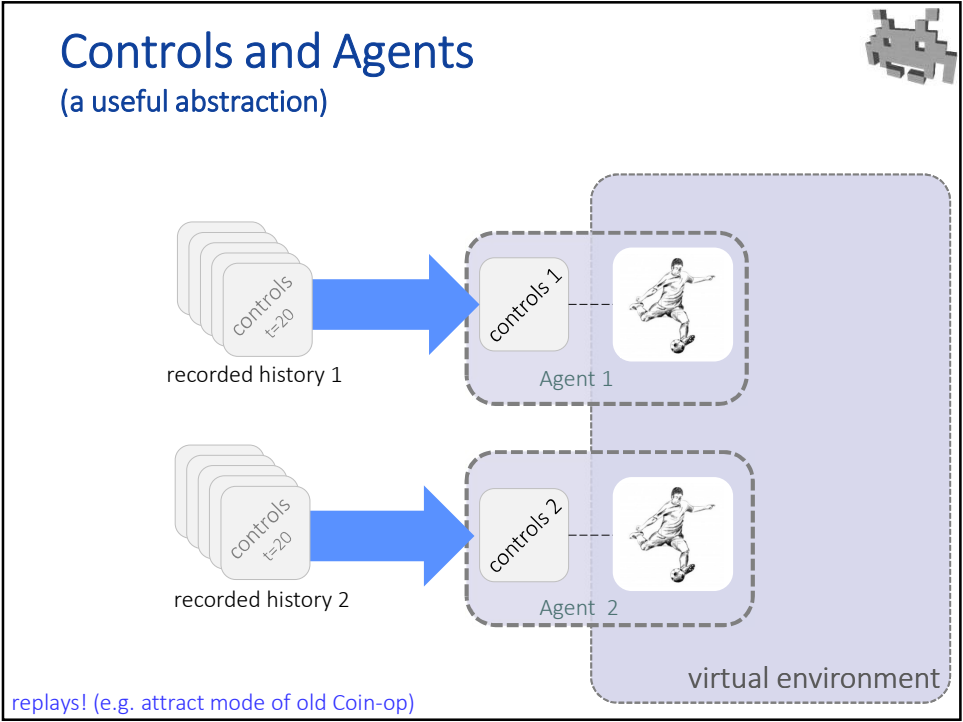 Controls and Agents
(a useful abstraction)
controls
t=20
recorded history 1
controls 1
Agent 1
controls
t=20
recorded history 2
controls 2
Agent  2
virtual environment
replays! (e.g. attract mode of old Coin-op)